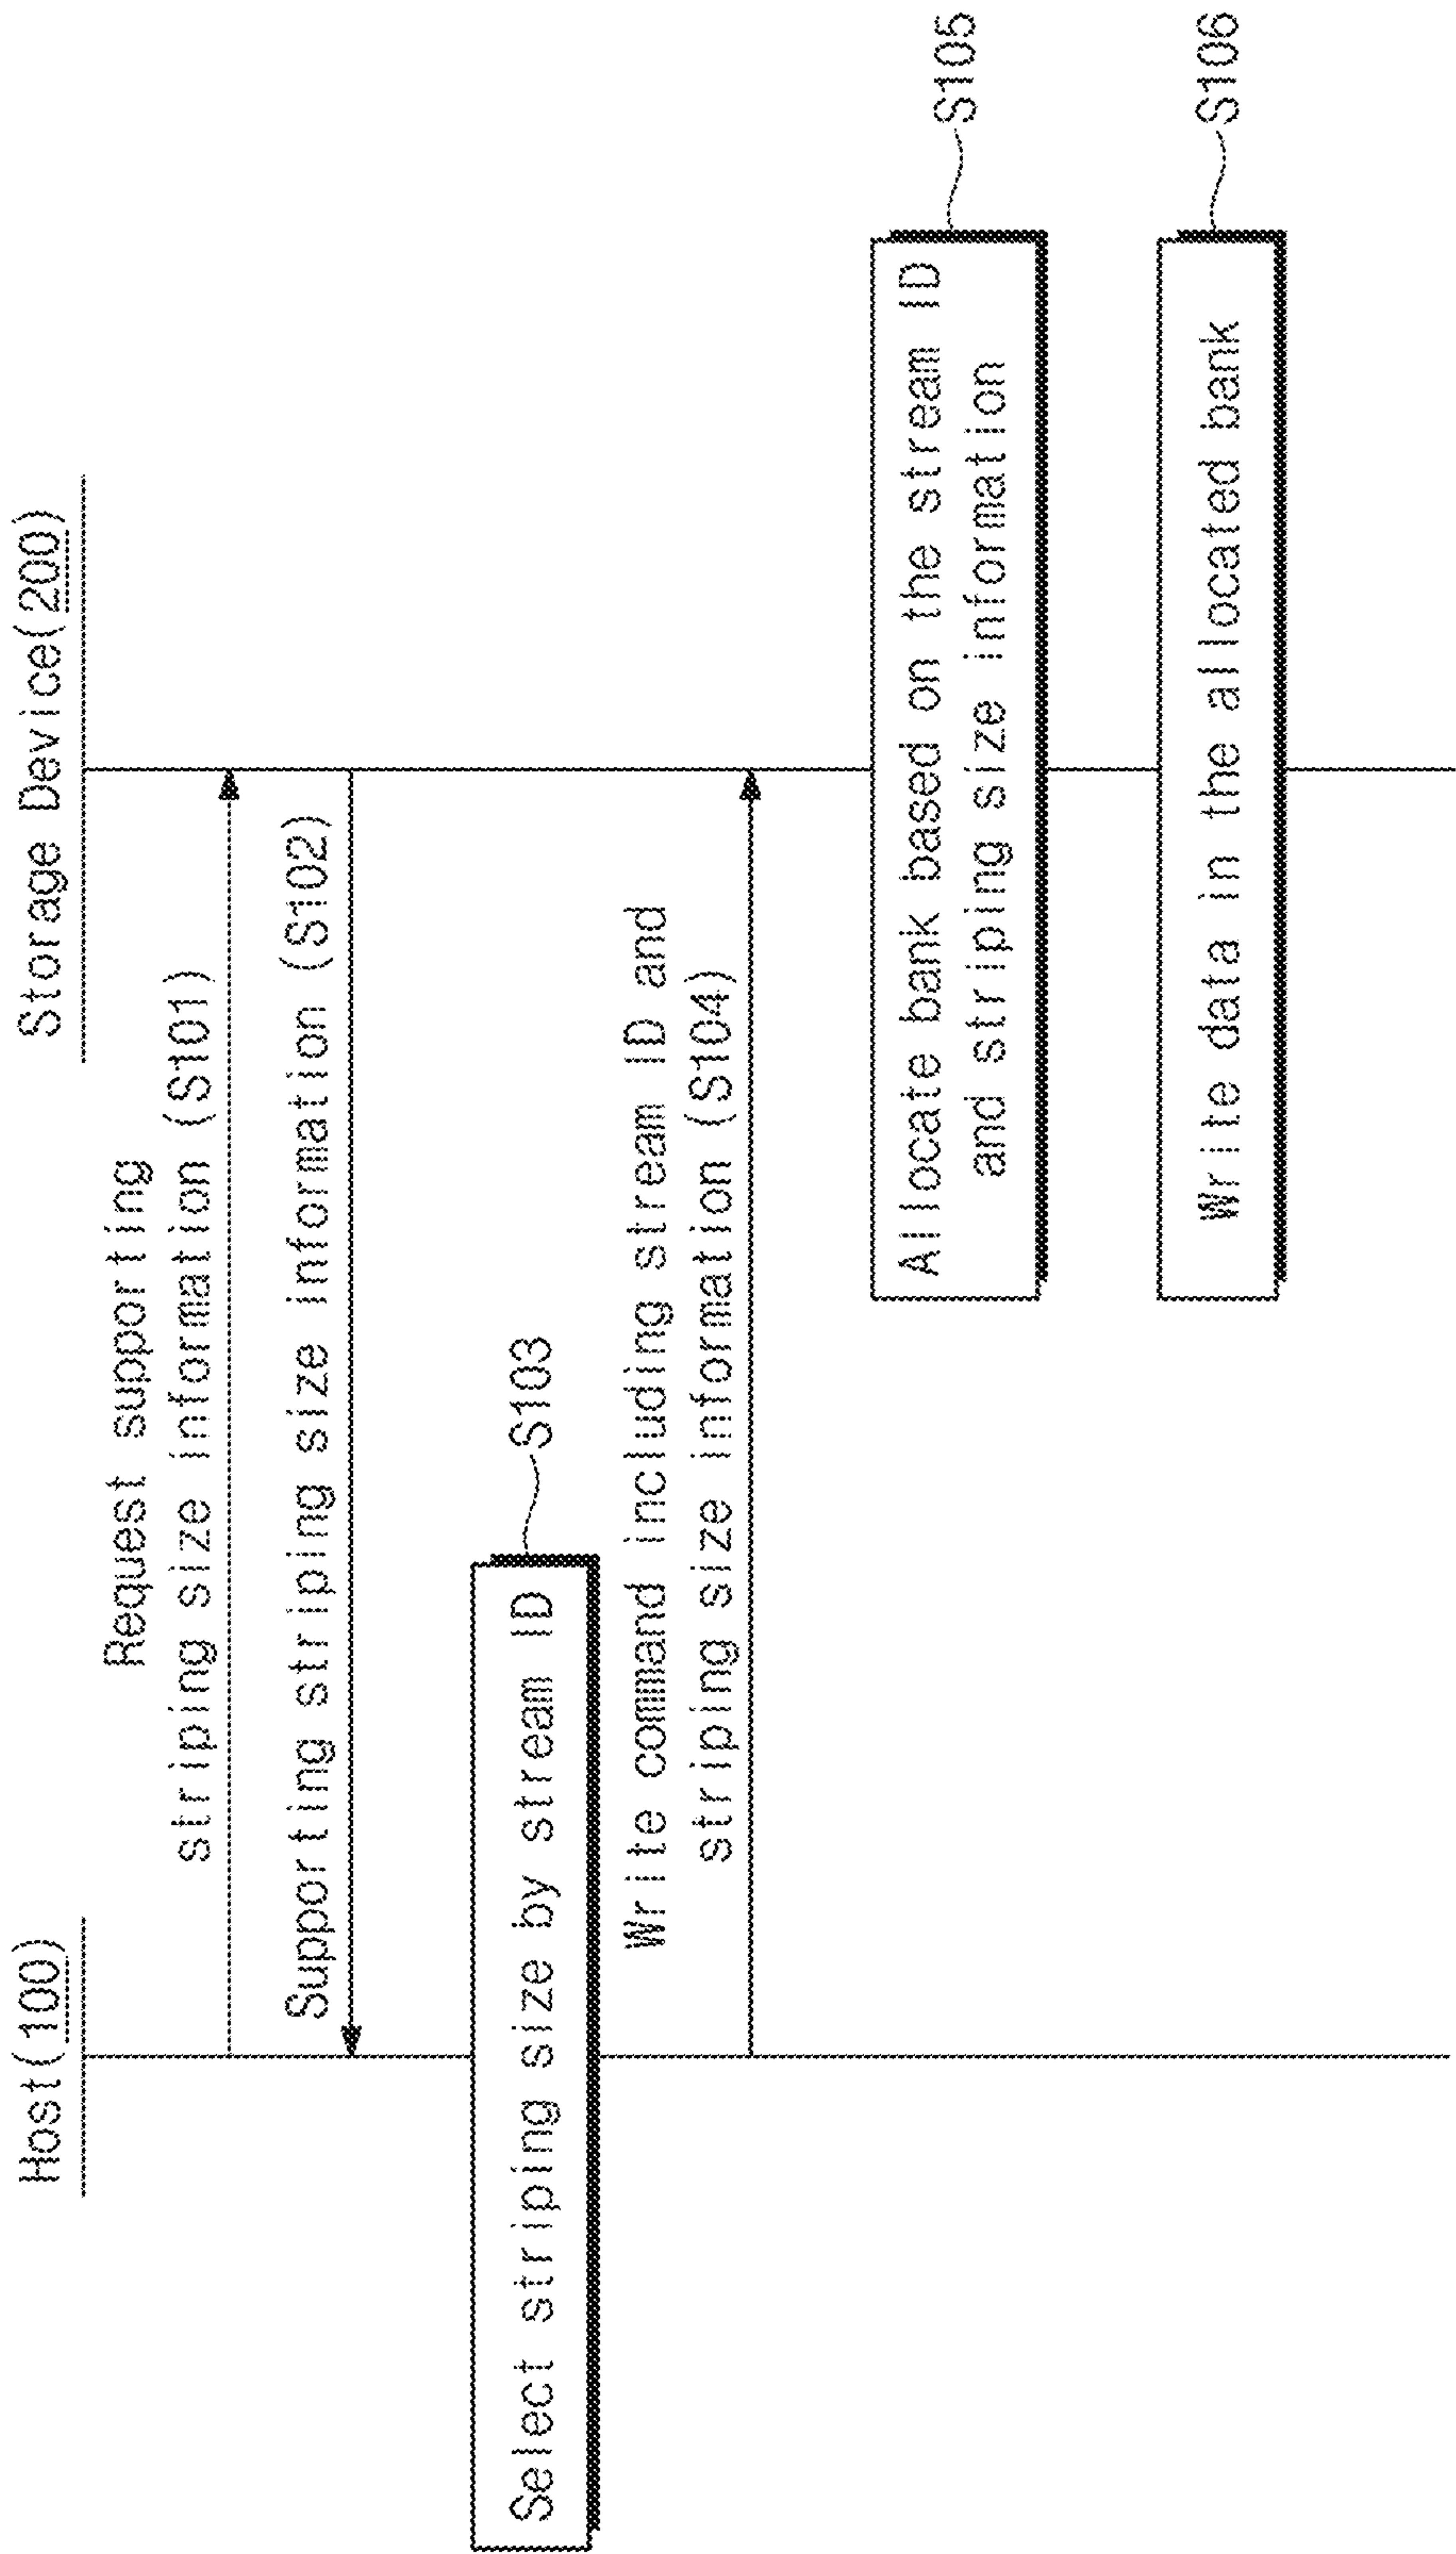 Host(100)
Storage Device(200)
Request supporting
striping size information (S101)
Supporting striping size information (S102)
Select striping size by stream ID
S103
Write command including stream ID and
striping size information (S104)
Allocate bank based on the stream ID
and striping size information
S105
Write data in the allocated bank
S106